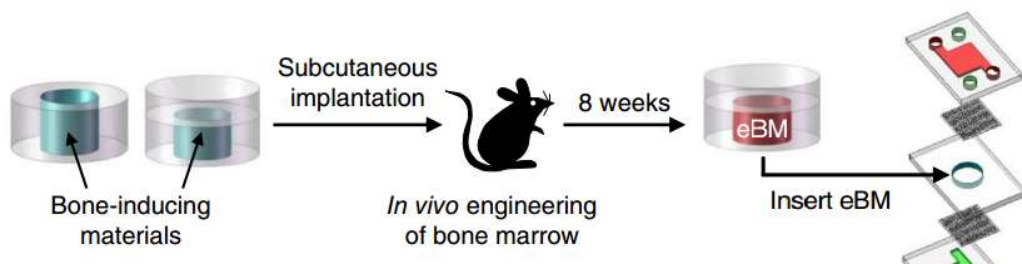 Subcutaneous
implantation
8 weeks
eBM
Insert eBM
Bone-inducing
materials
In vivo engineering
of bone marrow